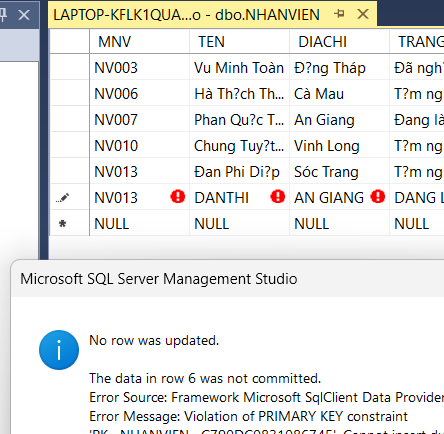 LAPTOP-KFLK1QUA...o - dbo.NHANVIEN
MNV TEN DIACHI TRANG
NV003 Vu Minh Toàn Đ?ng Tháp Đã ngh
NV006 Hà Th?ch Th... Cà Mau T?m ng
NV007 Phan Qu?c T... An Giang Đang là
NV010 Chung Tuy?t... Vinh Long T?m ng
NV013 Đan Phi Di?p Sóc Trang T?m ng
NV013 DANTHI AN GIANG DANG L
NULL NULL NULL NULL
Microsoft SQL Server Management Studio
No row was updated.
The data in row 6 was not committed.
Error Source: Framework Microsoft SqlClient Data Provider
Error Message: Violation of PRIMARY KEY constraint